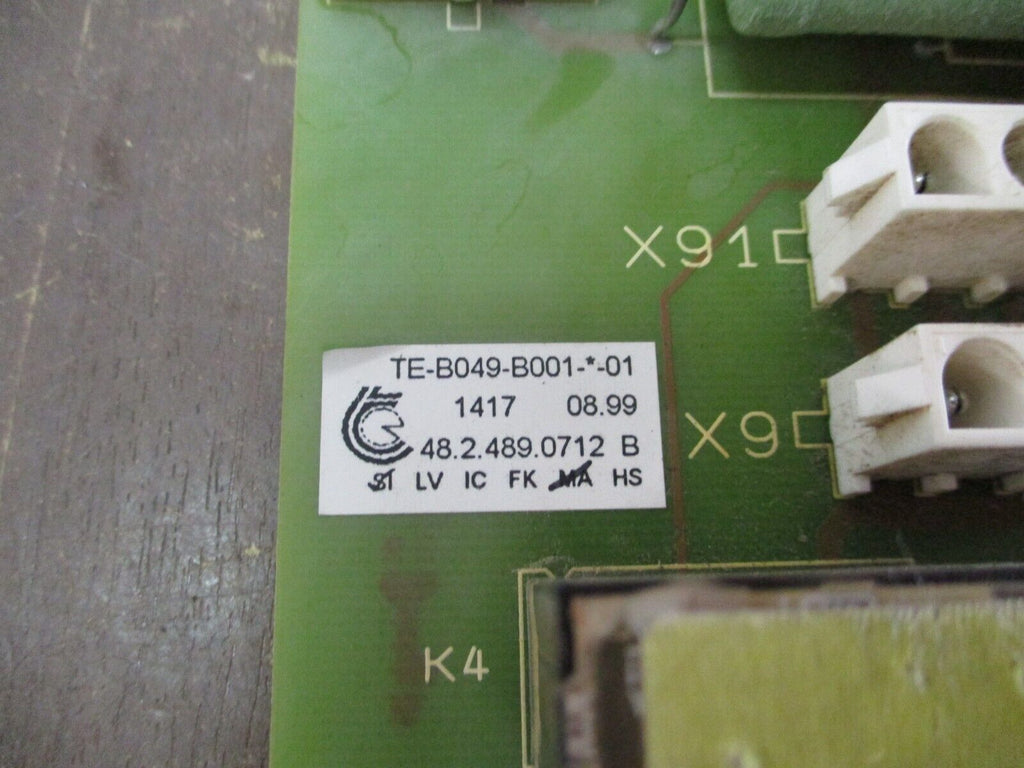 X91
TE-B049-B001-*-01
1417 08.99
48.2.489.0712 B
SI LV IC FK MA HS
X9
K4